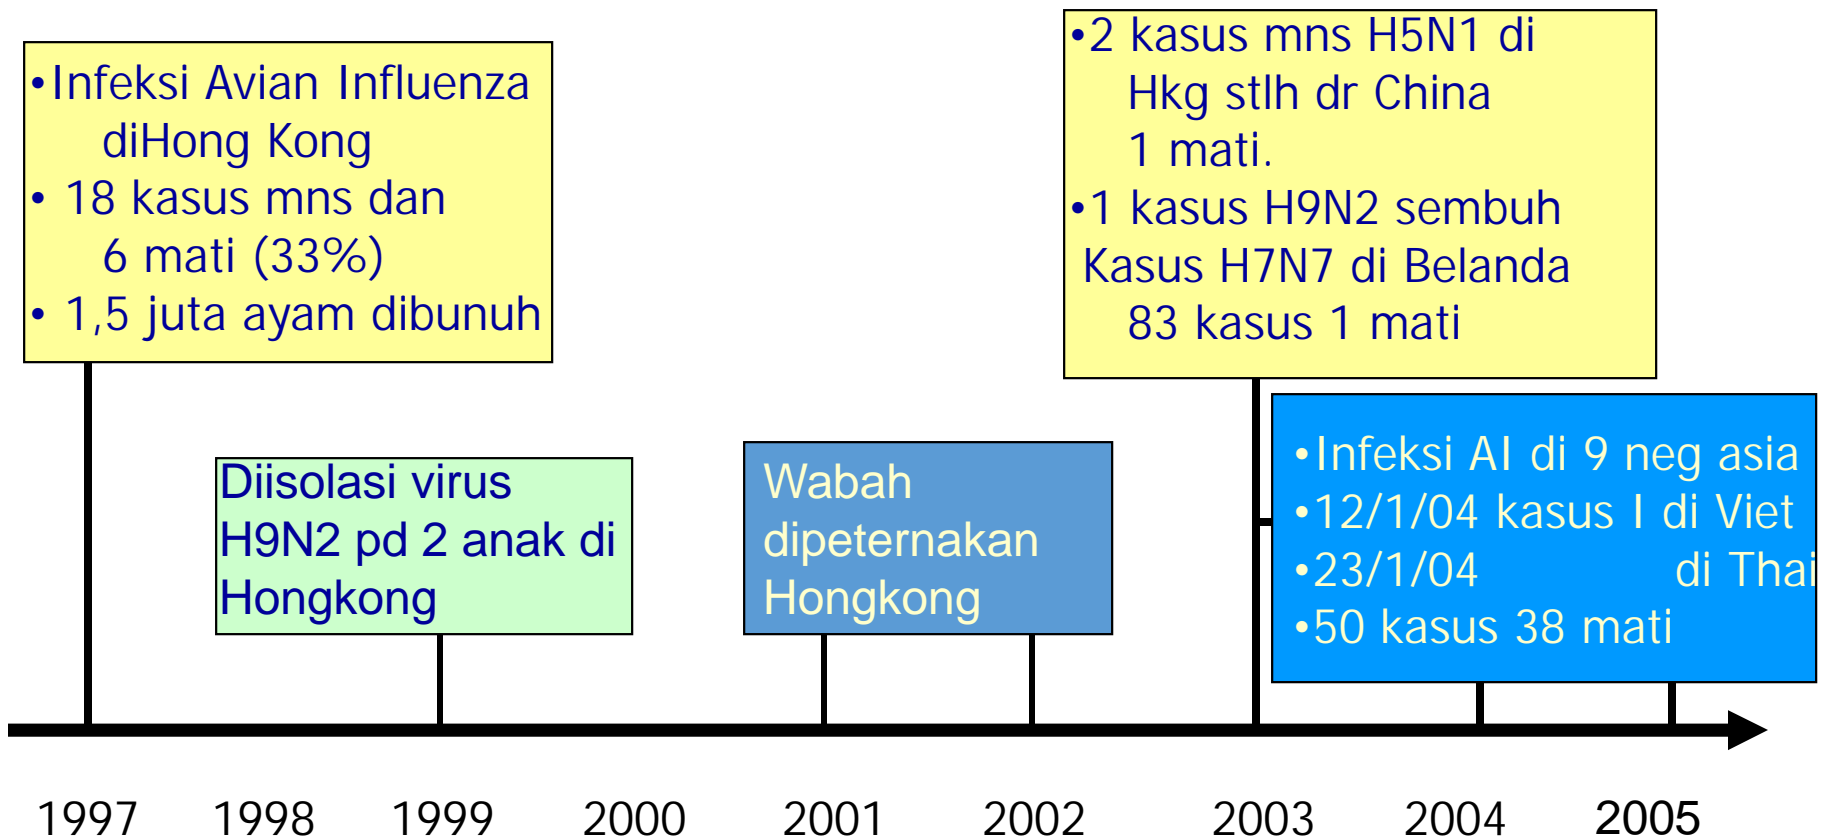 •Infeksi Avian Influenza
diHong Kong
• 18 kasus mns dan
6 mati (33%)
• 1,5 juta ayam dibunuh
•2 kasus mns H5N1 di
Hkg stlh dr China
1 mati.
•1 kasus H9N2 sembuh
Kasus H7N7 di Belanda
83 kasus 1 mati
Diisolasi virus
H9N2 pd 2 anak di
Hongkong
Wabah
dipeternakan
Hongkong
•Infeksi AI di 9 neg asia
•12/1/04 kasus I di Viet
•23/1/04 di Thai
•50 kasus 38 mati
1997 1998 1999 2000 2001 2002 2003 2004 2005